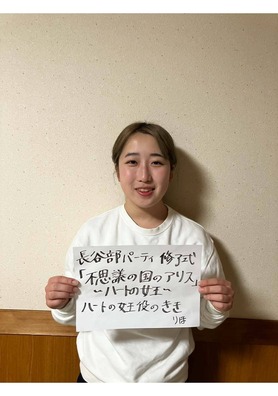 長谷部パーティ 修了式
「不思議の国のアリス」
〜ハートの女王〜
ハートの女王役のきき
りほ